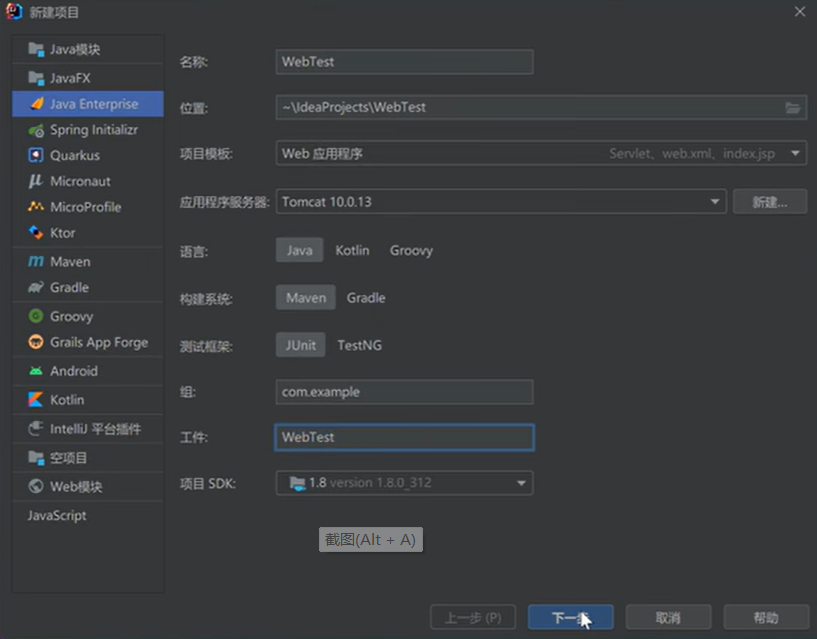 新建项目
Java模块
JavaFX
Java Enterprise
Spring Initializr
Quarkus
Micronaut
MicroProfile
Ktor
Maven
Gradle
Groovy
Grails App Forge
Android
Kotlin
IntelliJ 平台插件
空项目
Web模块
JavaScript
名称: WebTest
位置: ~\IdeaProjects\WebTest
项目模板: Web 应用程序 Servlet、web.xml、index.jsp
应用程序服务器: Tomcat 10.0.13 新建...
语言: Java Kotlin Groovy
构建系统: Maven Gradle
测试框架: JUnit TestNG
组: com.example
工件: WebTest
项目 SDK: 1.8 version 1.8.0_312
截图(Alt + A)
上一步 (P) 下一步 取消 帮助